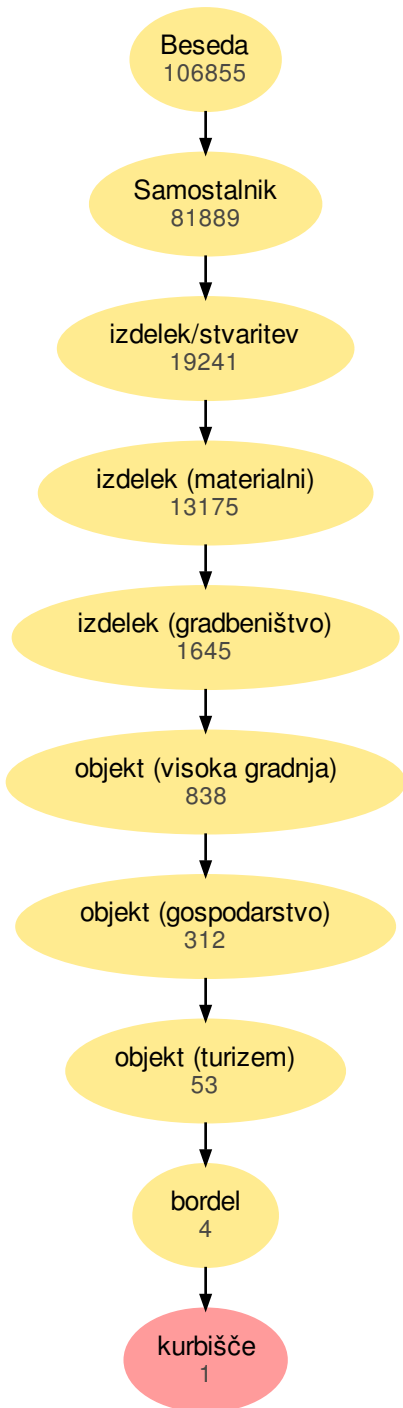 Beseda
106855
Samostalnik
81889
izdelek/stvaritev
19241
izdelek (materialni)
13175
izdelek (gradbeništvo)
1645
objekt (visoka gradnja)
838
objekt (gospodarstvo)
312
objekt (turizem)
53
bordel
4
kurbišče
1